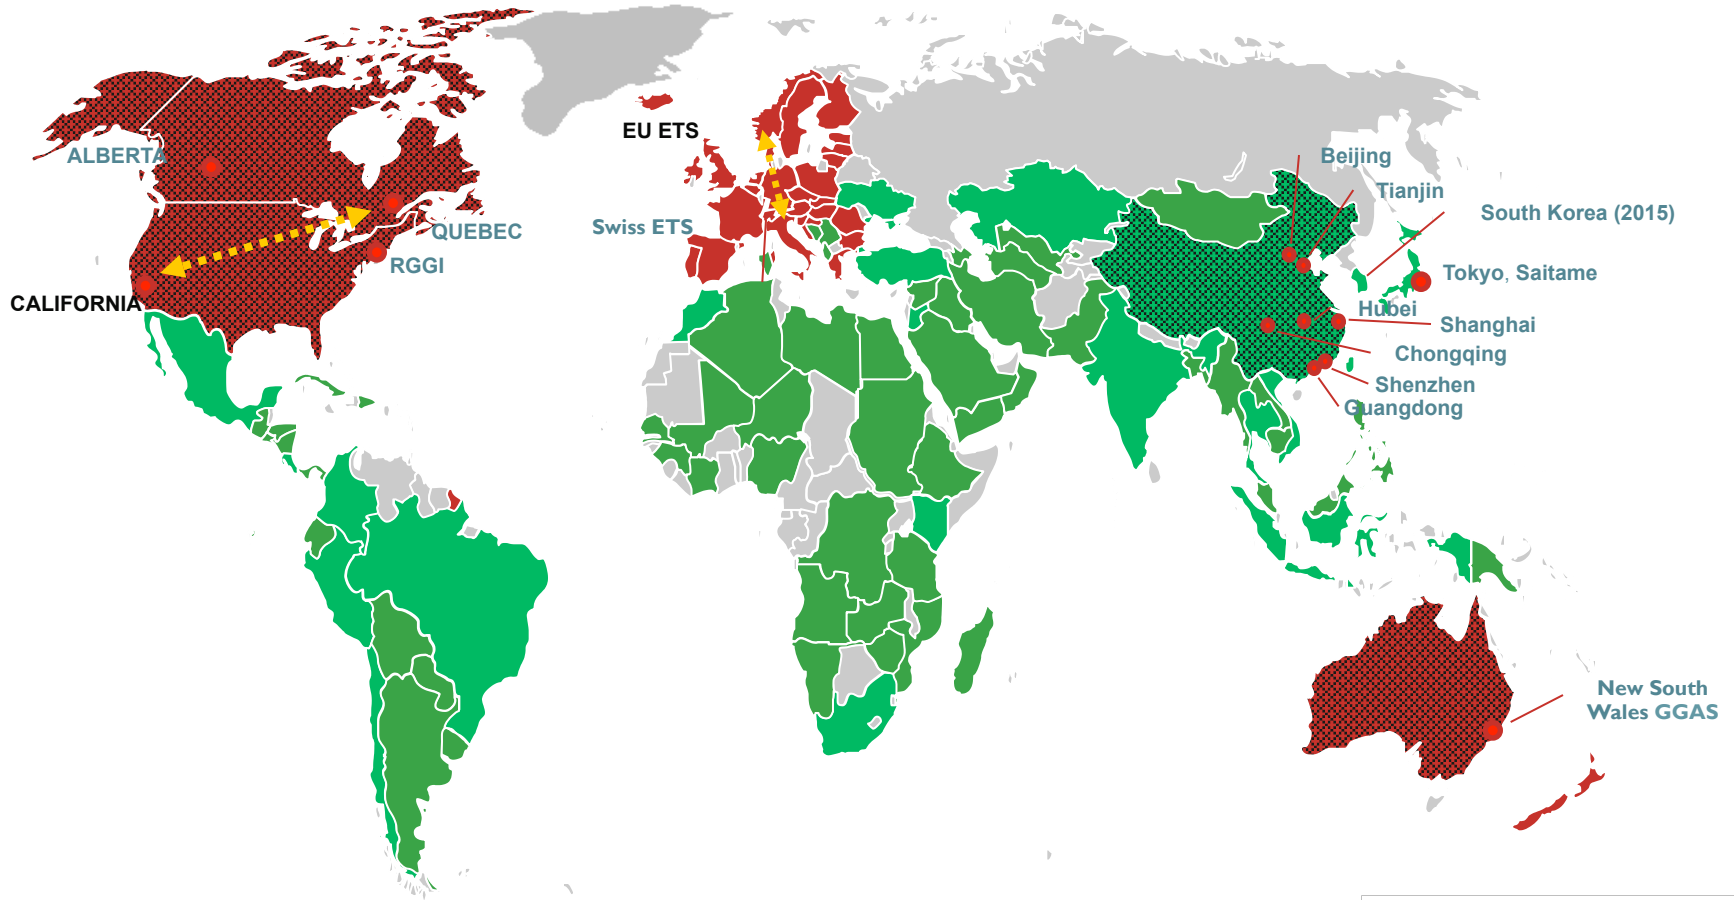 EU ETS
ALBERTA
Beijing
Tianjin
South Korea (2015)
Swiss ETS
QUEBEC
RGGI
Tokyo, Saitame
CALIFORNIA
Hubei
Shanghai
Chongqing
Shenzhen
Guangdong
New South
Wales GGAS